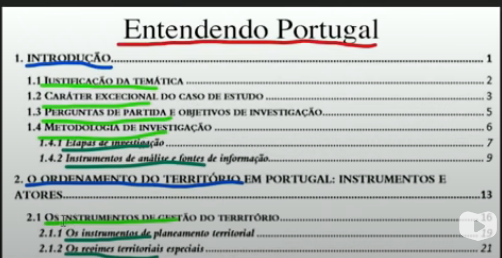 Entendendo Portugal
1. INTRODUÇÃO 1
1.1 JUSTIFICAÇÃO DA TEMÁTICA 2
1.2 CARÁTER EXCECIONAL DO CASO DE ESTUDO 3
1.3 PERGUNTAS DE PARTIDA E OBJETIVOS DE INVESTIGAÇÃO 5
1.4 METODOLOGIA DE INVESTIGAÇÃO 6
1.4.1 Etapas de investigação 7
1.4.2 Instrumentos de análise e fontes de informação 9
2. O ORDENAMENTO DO TERRITÓRIO EM PORTUGAL: INSTRUMENTOS E
ATORES 13
2.1 OS INSTRUMENTOS DE GESTÃO DO TERRITÓRIO
2.1.1 Os instrumentos de planeamento territorial
2.1.2 Os regimes territoriais especiais 21